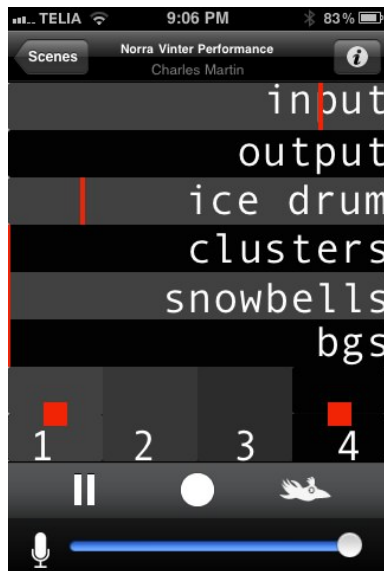 TELIA 9:06 PM 83%
Scenes Norra Vinter Performance
Charles Martin
input
output
ice drum
clusters
snowbells
bgs
1 2 3 4